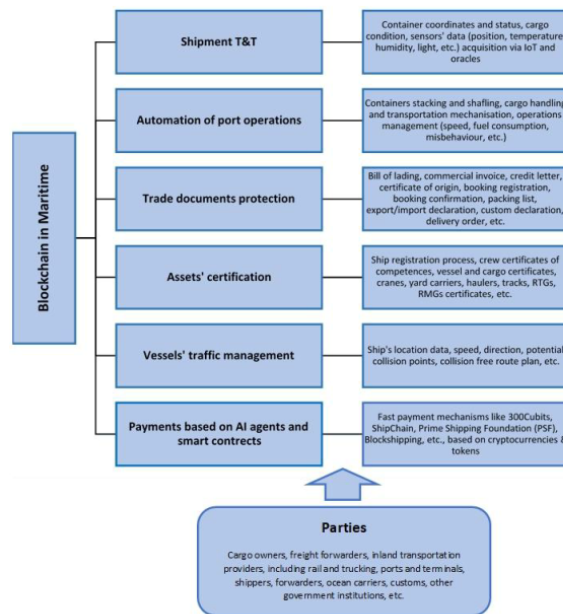 Blockchain in Maritime
Shipment T&T
Container coordinates and status, cargo
condition, sensors' data (position, temperature,
humidity, light, etc.) acquisition via IoT and
oracles
Automation of port operations
Containers stacking and shafling, cargo handling
and transportation mechanisation, operations
management (speed, fuel consumption,
misbehaviour, etc.)
Trade documents protection
Bill of lading, commercial invoice, credit letter,
certificate of origin, booking registration,
booking confirmation, packing list,
export/import declaration, custom declaration,
delivery order, etc.
Assets' certification
Ship registration process, crew certificates of
competences, vessel and cargo certificates,
cranes, yard carriers, haulers, tracks, RTGs,
RMGs certificates, etc.
Vessels' traffic management
Ship's location data, speed, direction, potential
collision points, collision free route plan, etc.
Payments based on AI agents and
smart contrects
Fast payment mechanisms like 300Cubits,
ShipChain, Prime Shipping Foundation (PSF),
Blockshipping, etc., based on cryptocurrencies &
tokens
Parties
Cargo owners, freight forwarders, inland transportation
providers, including rail and trucking, ports and terminals,
shippers, forwarders, ocean carriers, customs, other
government institutions, etc.